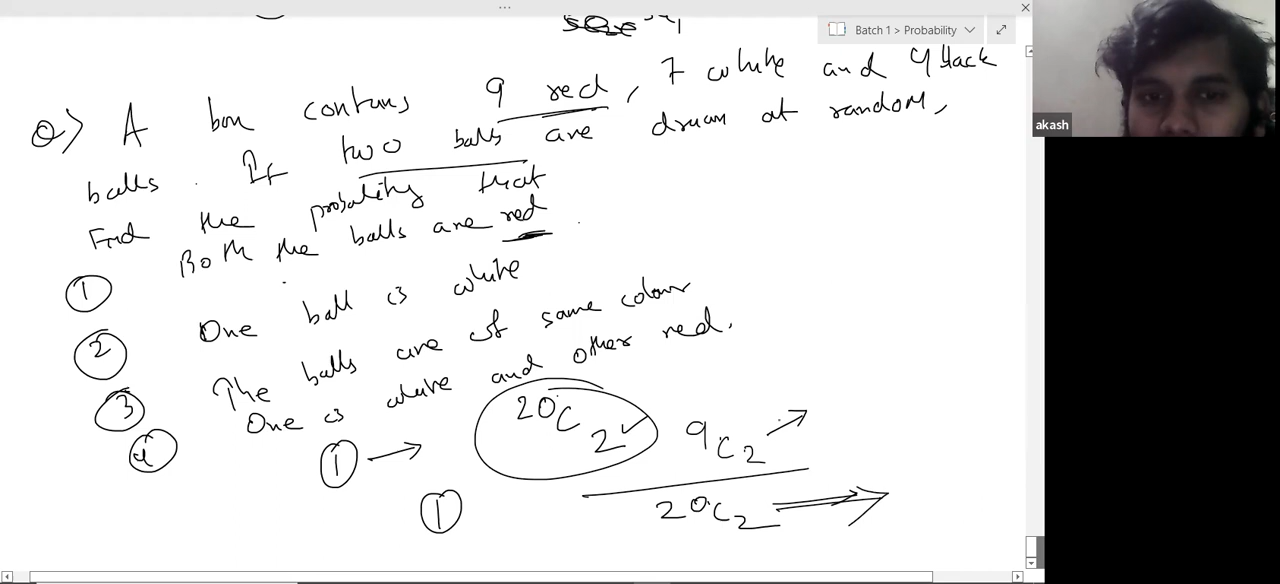 Batch 1 > Probability
akash
Q> A box contains 9 red, 7 white and 4 black
balls. If two balls are drawn at random,
Find the probability that
① Both the balls are red.
② One ball is white
③ The balls are of same colour
④ One is white and other red.
① → 20C2 ✓
① 9C2 / 20C2